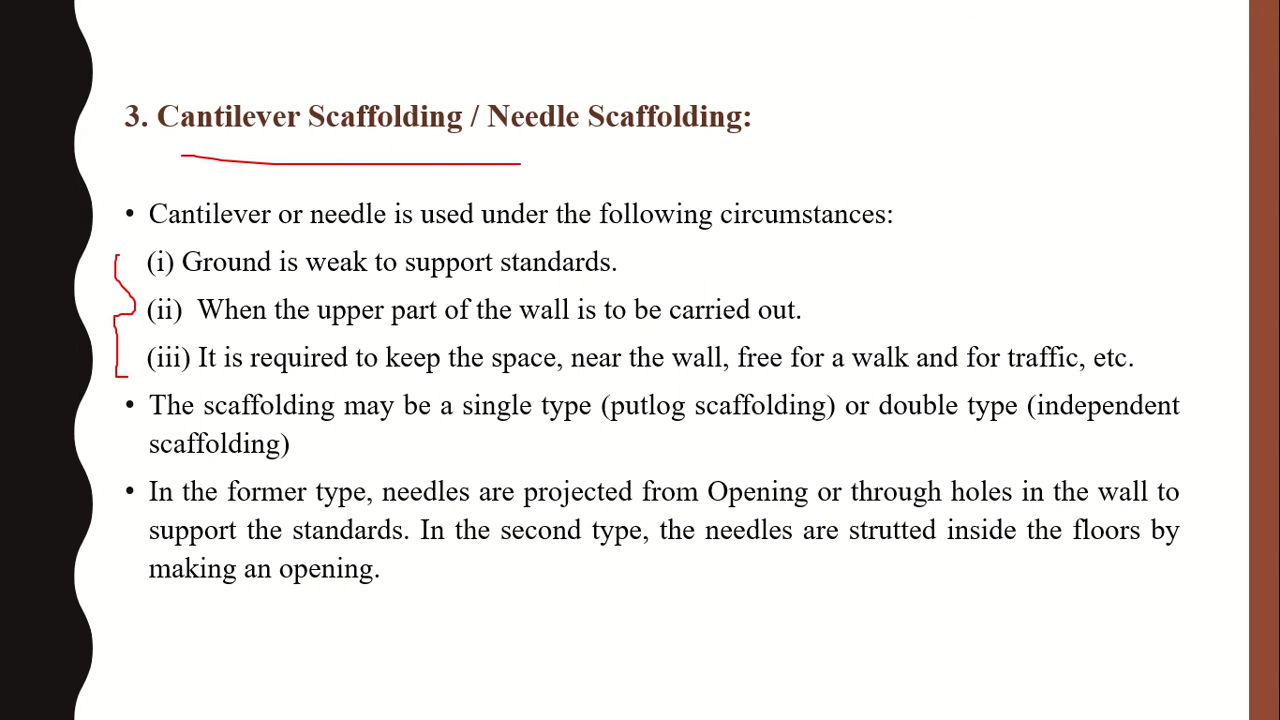 3. Cantilever Scaffolding / Needle Scaffolding:
• Cantilever or needle is used under the following circumstances:
(i) Ground is weak to support standards.
(ii) When the upper part of the wall is to be carried out.
(iii) It is required to keep the space, near the wall, free for a walk and for traffic, etc.
• The scaffolding may be a single type (putlog scaffolding) or double type (independent
scaffolding)
• In the former type, needles are projected from Opening or through holes in the wall to
support the standards. In the second type, the needles are strutted inside the floors by
making an opening.